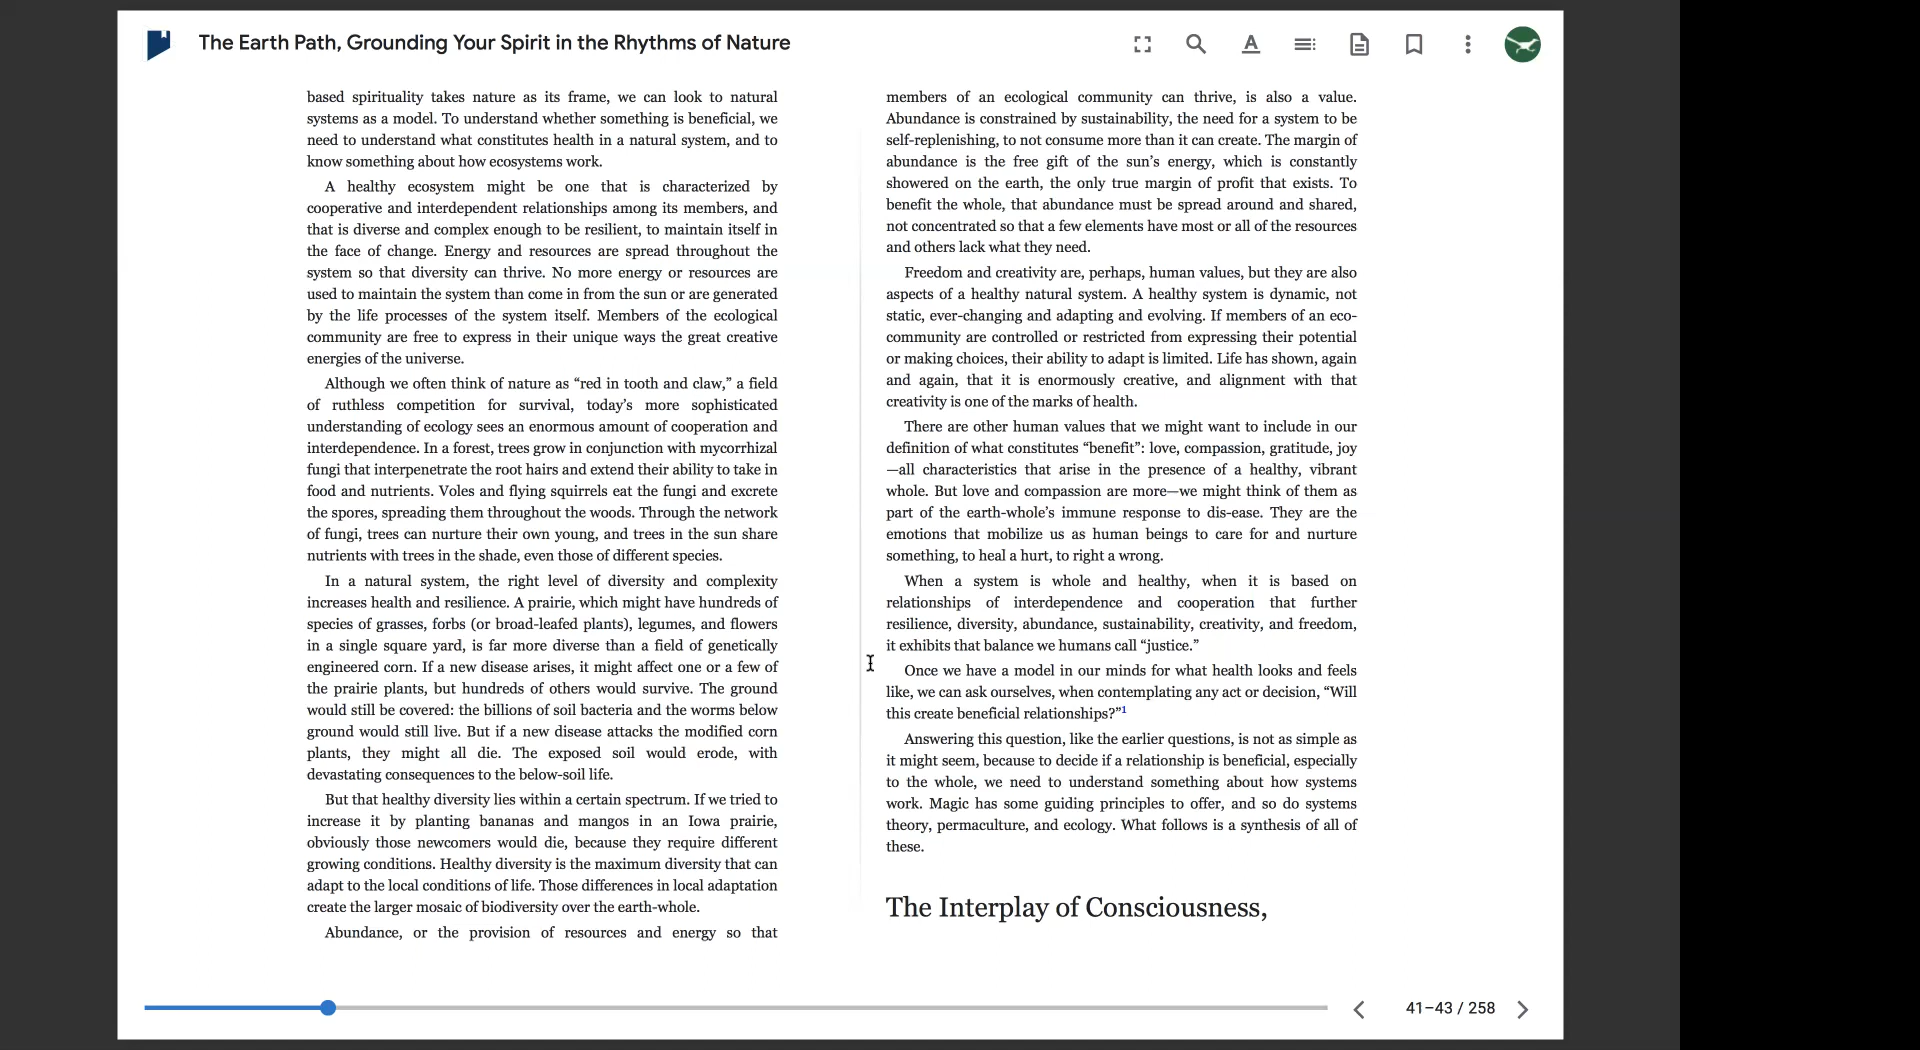 The Earth Path, Grounding Your Spirit in the Rhythms of Nature
based spirituality takes nature as its frame, we can look to natural
systems as a model. To understand whether something is beneficial, we
need to understand what constitutes health in a natural system, and to
know something about how ecosystems work.
A healthy ecosystem might be one that is characterized by
cooperative and interdependent relationships among its members, and
that is diverse and complex enough to be resilient, to maintain itself in
the face of change. Energy and resources are spread throughout the
system so that diversity can thrive. No more energy or resources are
used to maintain the system than come in from the sun or are generated
by the life processes of the system itself. Members of the ecological
community are free to express in their unique ways the great creative
energies of the universe.
Although we often think of nature as “red in tooth and claw,” a field
of ruthless competition for survival, today’s more sophisticated
understanding of ecology sees an enormous amount of cooperation and
interdependence. In a forest, trees grow in conjunction with mycorrhizal
fungi that interpenetrate the root hairs and extend their ability to take in
food and nutrients. Voles and flying squirrels eat the fungi and excrete
the spores, spreading them throughout the woods. Through the network
of fungi, trees can nurture their own young, and trees in the sun share
nutrients with trees in the shade, even those of different species.
In a natural system, the right level of diversity and complexity
increases health and resilience. A prairie, which might have hundreds of
species of grasses, forbs (or broad-leafed plants), legumes, and flowers
in a single square yard, is far more diverse than a field of genetically
engineered corn. If a new disease arises, it might affect one or a few of
the prairie plants, but hundreds of others would survive. The ground
would still be covered: the billions of soil bacteria and the worms below
ground would still live. But if a new disease attacks the modified corn
plants, they might all die. The exposed soil would erode, with
devastating consequences to the below-soil life.
But that healthy diversity lies within a certain spectrum. If we tried to
increase it by planting bananas and mangos in an Iowa prairie,
obviously those newcomers would die, because they require different
growing conditions. Healthy diversity is the maximum diversity that can
adapt to the local conditions of life. Those differences in local adaptation
create the larger mosaic of biodiversity over the earth-whole.
Abundance, or the provision of resources and energy so that
members of an ecological community can thrive, is also a value.
Abundance is constrained by sustainability, the need for a system to be
self-replenishing, to not consume more than it can create. The margin of
abundance is the free gift of the sun’s energy, which is constantly
showered on the earth, the only true margin of profit that exists. To
benefit the whole, that abundance must be spread around and shared,
not concentrated so that a few elements have most or all of the resources
and others lack what they need.
Freedom and creativity are, perhaps, human values, but they are also
aspects of a healthy natural system. A healthy system is dynamic, not
static, ever-changing and adapting and evolving. If members of an eco-
community are controlled or restricted from expressing their potential
or making choices, their ability to adapt is limited. Life has shown, again
and again, that it is enormously creative, and alignment with that
creativity is one of the marks of health.
There are other human values that we might want to include in our
definition of what constitutes “benefit”: love, compassion, gratitude, joy
—all characteristics that arise in the presence of a healthy, vibrant
whole. But love and compassion are more—we might think of them as
part of the earth-whole’s immune response to dis-ease. They are the
emotions that mobilize us as human beings to care for and nurture
something, to heal a hurt, to right a wrong.
When a system is whole and healthy, when it is based on
relationships of interdependence and cooperation that further
resilience, diversity, abundance, sustainability, creativity, and freedom,
it exhibits that balance we humans call “justice.”
Once we have a model in our minds for what health looks and feels
like, we can ask ourselves, when contemplating any act or decision, “Will
this create beneficial relationships?”1
Answering this question, like the earlier questions, is not as simple as
it might seem, because to decide if a relationship is beneficial, especially
to the whole, we need to understand something about how systems
work. Magic has some guiding principles to offer, and so do systems
theory, permaculture, and ecology. What follows is a synthesis of all of
these.
The Interplay of Consciousness,
41–43 / 258